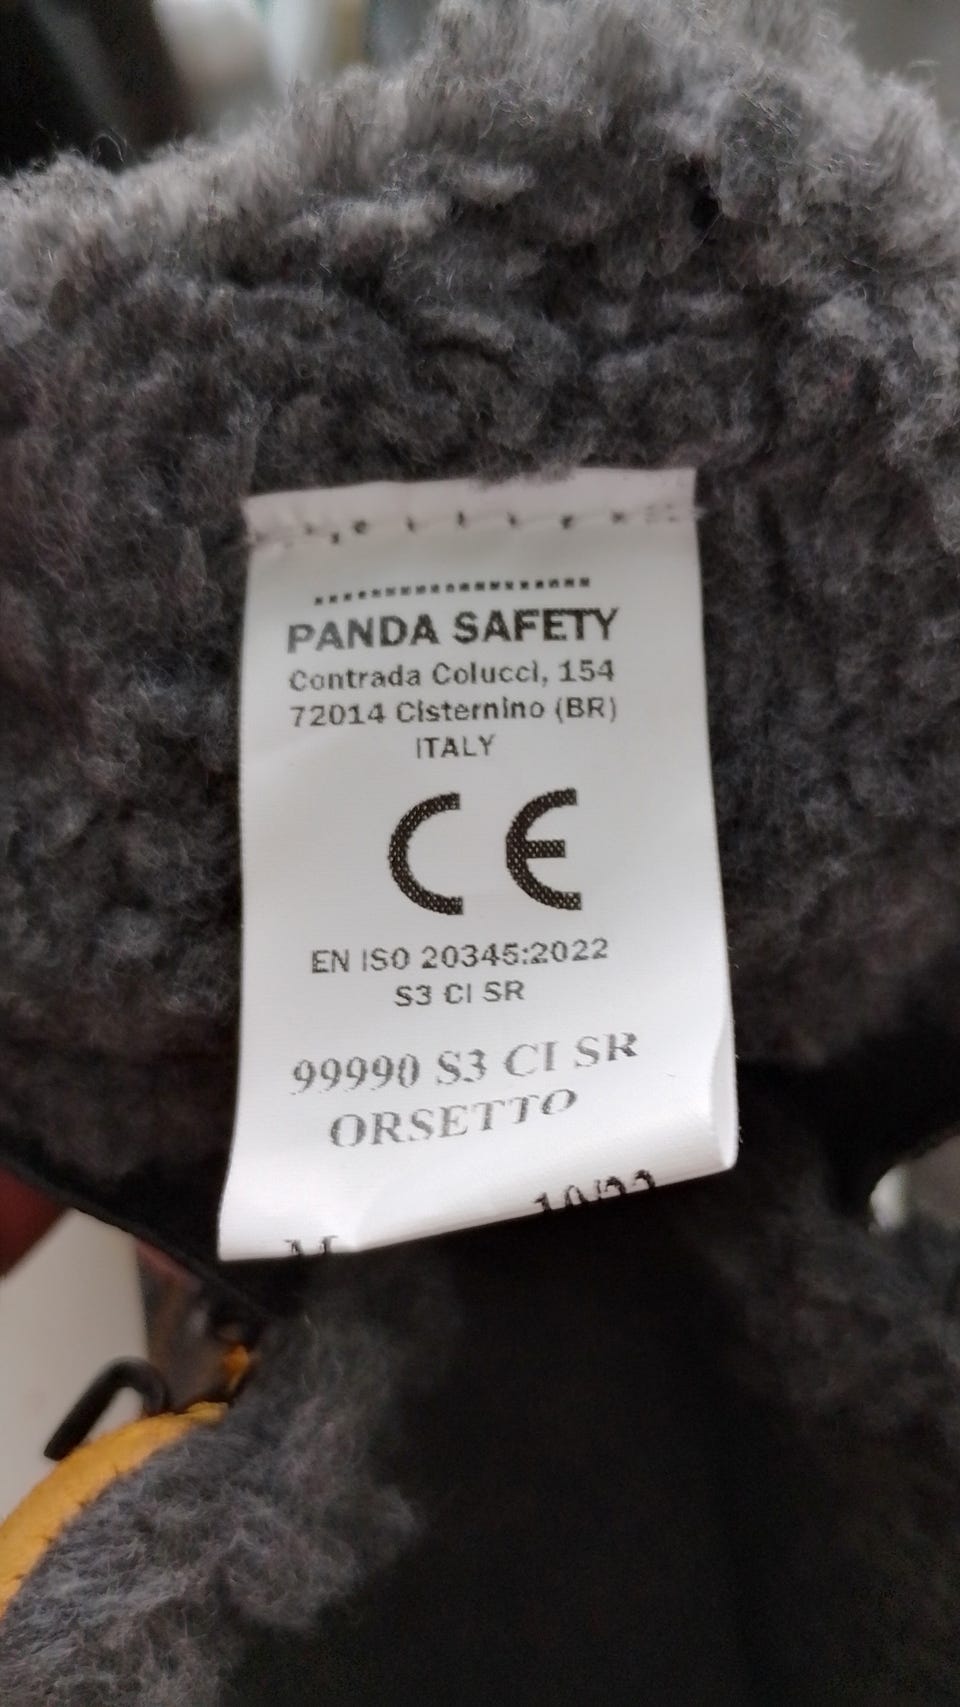 PANDA SAFETY
Contrada Colucci, 154
72014 Cisternino (BR)
ITALY
CE
EN ISO 20345:2022
S3 CI SR
99990 S3 CI SR
ORSETTO